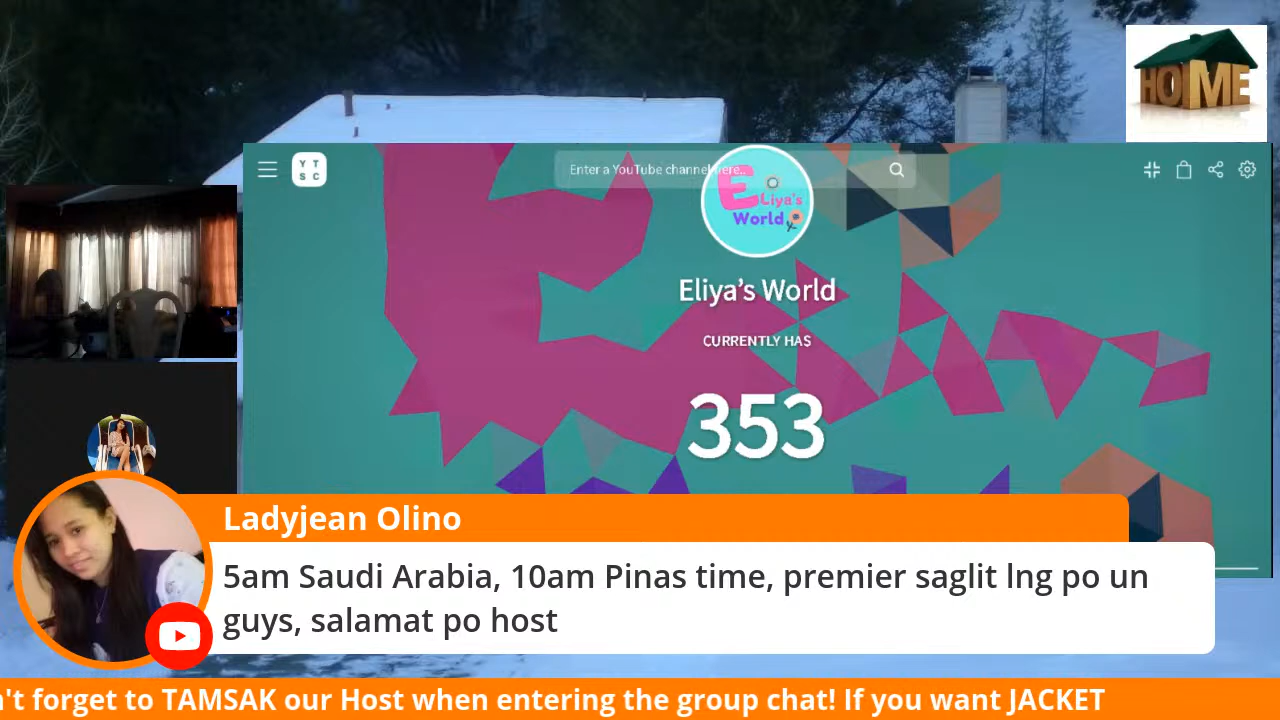 HOME
Y T
S C
Enter a YouTube channel here..
Eliya's
World
Eliya's World
CURRENTLY HAS
353
Ladyjean Olino
5am Saudi Arabia, 10am Pinas time, premier saglit lng po un
guys, salamat po host
n't forget to TAMSAK our Host when entering the group chat! If you want JACKET